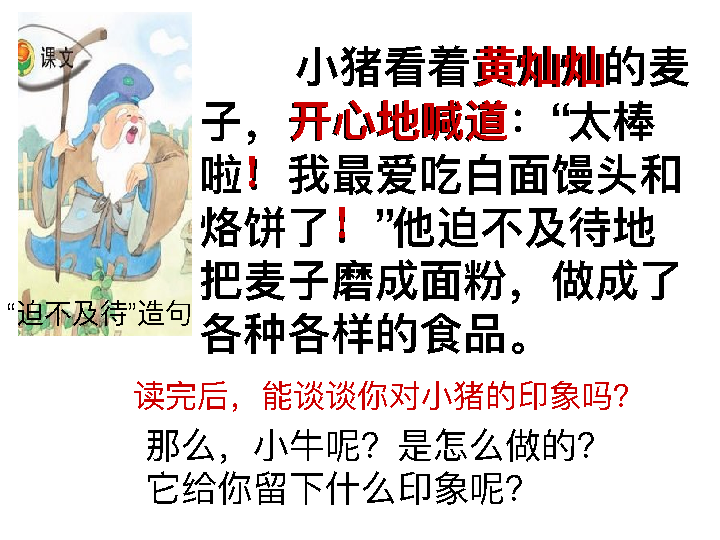 课文
小猪看着黄灿灿的麦
子，开心地喊道：“太棒
啦！我最爱吃白面馒头和
烙饼了！”他迫不及待地
把麦子磨成面粉，做成了
各种各样的食品。
“迫不及待”造句
读完后，能谈谈你对小猪的印象吗？
那么，小牛呢？是怎么做的？
它给你留下什么印象呢？